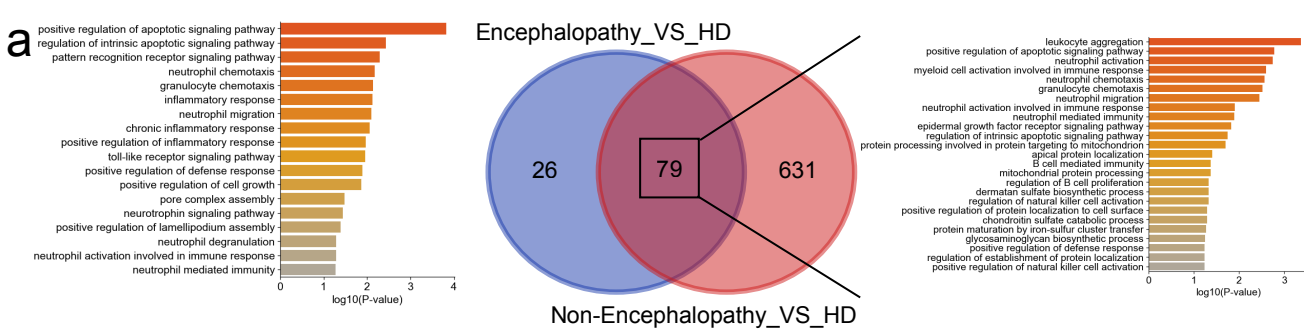 a
positive regulation of apoptotic signaling pathway
regulation of intrinsic apoptotic signaling pathway
pattern recognition receptor signaling pathway
neutrophil chemotaxis
granulocyte chemotaxis
inflammatory response
neutrophil migration
chronic inflammatory response
positive regulation of inflammatory response
toll-like receptor signaling pathway
positive regulation of defense response
positive regulation of cell growth
pore complex assembly
neurotrophin signaling pathway
positive regulation of lamellipodium assembly
neutrophil degranulation
neutrophil activation involved in immune response
neutrophil mediated immunity
0 1 2 3 4
log10(P-value)
Encephalopathy_VS_HD
26 79 631
Non-Encephalopathy_VS_HD
leukocyte aggregation
positive regulation of apoptotic signaling pathway
neutrophil activation
myeloid cell activation involved in immune response
neutrophil chemotaxis
granulocyte chemotaxis
neutrophil migration
neutrophil activation involved in immune response
neutrophil mediated immunity
epidermal growth factor receptor signaling pathway
regulation of intrinsic apoptotic signaling pathway
protein processing involved in protein targeting to mitochondrion
apical protein localization
B cell mediated immunity
mitochondrial protein processing
regulation of B cell proliferation
dermatan sulfate biosynthetic process
regulation of natural killer cell activation
positive regulation of protein localization to cell surface
chondroitin sulfate catabolic process
protein maturation by iron-sulfur cluster transfer
glycosaminoglycan biosynthetic process
positive regulation of defense response
regulation of establishment of protein localization
positive regulation of natural killer cell activation
0 1 2 3
log10(P-value)